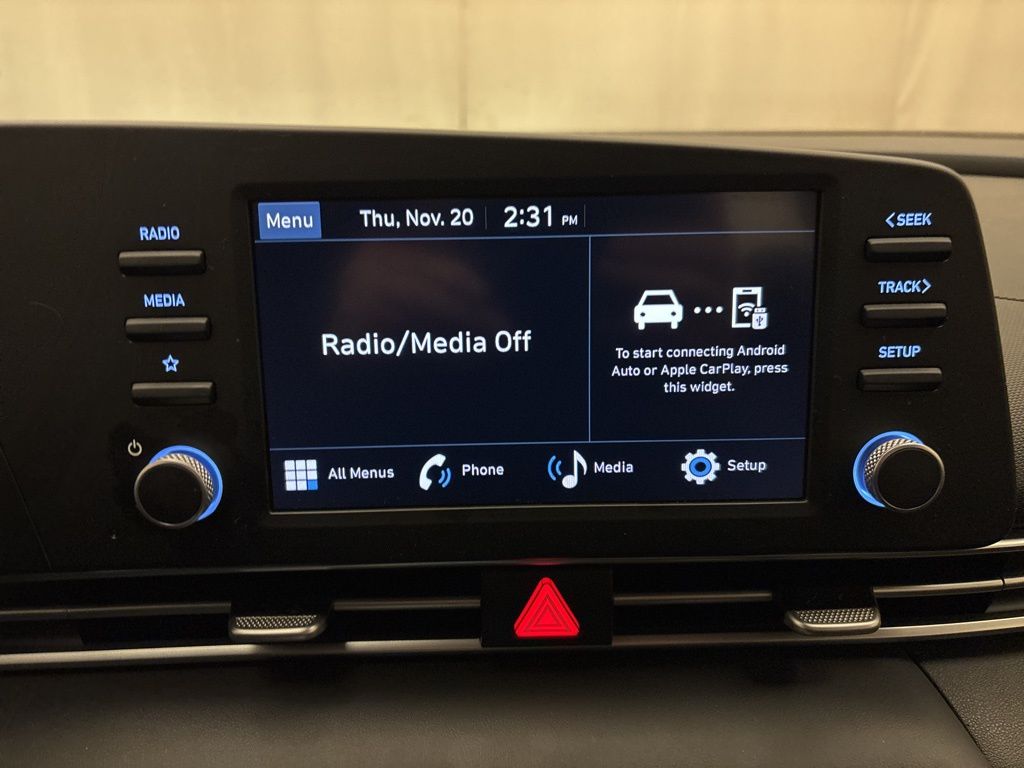 Menu Thu, Nov. 20 2:31 PM
RADIO
MEDIA
Radio/Media Off
To start connecting Android
Auto or Apple CarPlay, press
this widget.
All Menus Phone Media Setup
<SEEK
TRACK>
SETUP